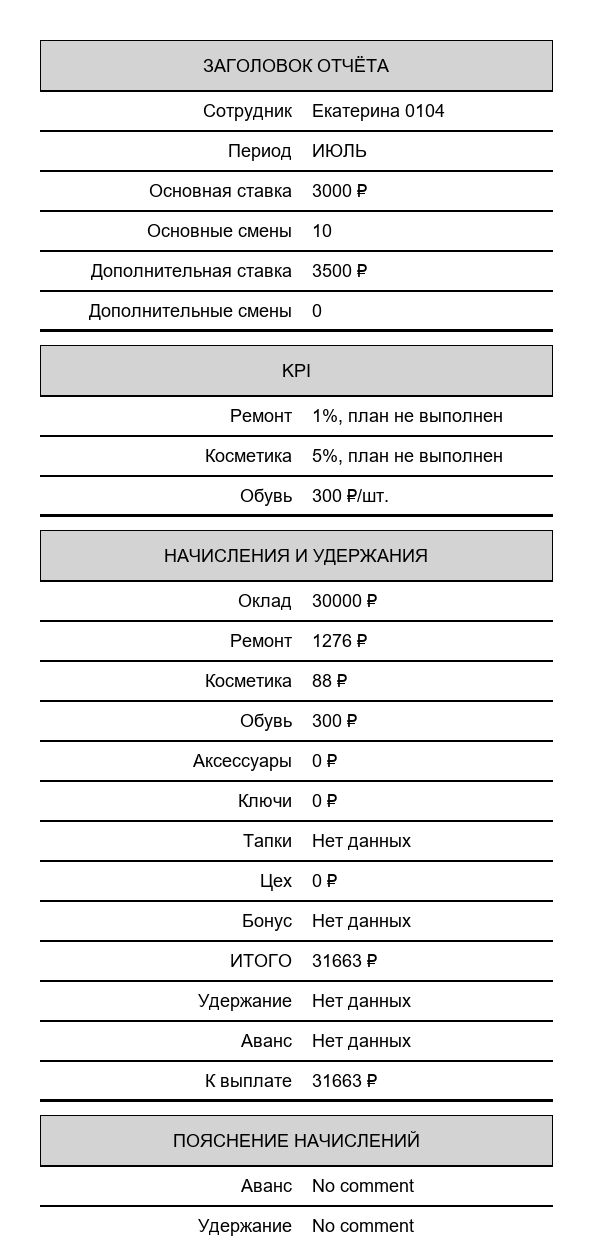 ЗАГОЛОВОК ОТЧЁТА
Сотрудник Екатерина 0104
Период ИЮЛЬ
Основная ставка 3000 ₽
Основные смены 10
Дополнительная ставка 3500 ₽
Дополнительные смены 0
KPI
Ремонт 1%, план не выполнен
Косметика 5%, план не выполнен
Обувь 300 ₽/шт.
НАЧИСЛЕНИЯ И УДЕРЖАНИЯ
Оклад 30000 ₽
Ремонт 1276 ₽
Косметика 88 ₽
Обувь 300 ₽
Аксессуары 0 ₽
Ключи 0 ₽
Тапки Нет данных
Цех 0 ₽
Бонус Нет данных
ИТОГО 31663 ₽
Удержание Нет данных
Аванс Нет данных
К выплате 31663 ₽
ПОЯСНЕНИЕ НАЧИСЛЕНИЙ
Аванс No comment
Удержание No comment